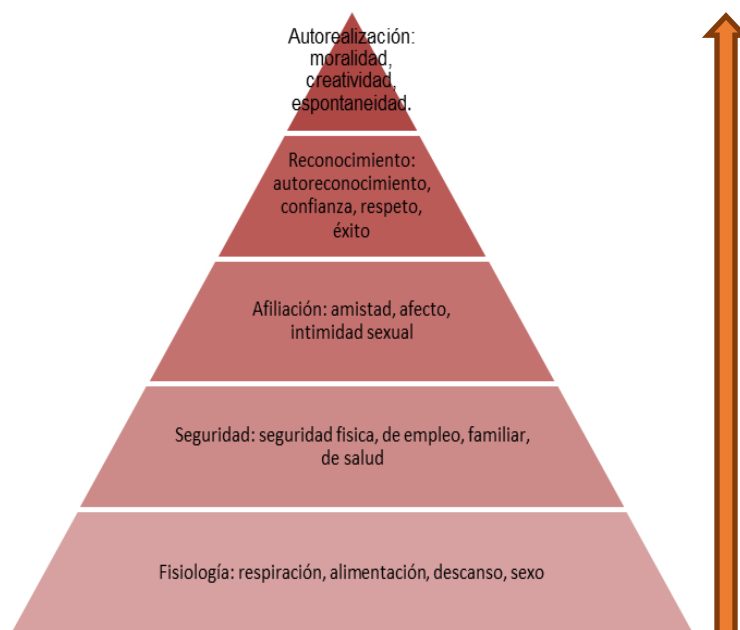 Autorealización:
moralidad,
creatividad,
espontaneidad.
Reconocimiento:
autoreconocimiento,
confianza, respeto,
éxito
Afiliación: amistad, afecto,
intimidad sexual
Seguridad: seguridad fisica, de empleo, familiar,
de salud
Fisiología: respiración, alimentación, descanso, sexo